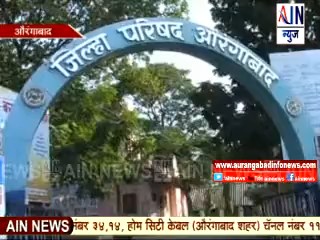 औरंगाबाद
AIN
न्युज
जिल्हा परिषद औरंगाबाद
www.aurangabadinfonews.com
AIN NEWS
नंबर ३४,१४, होम सिटी केबल (औरंगाबाद शहर) चॅनल नंबर ११